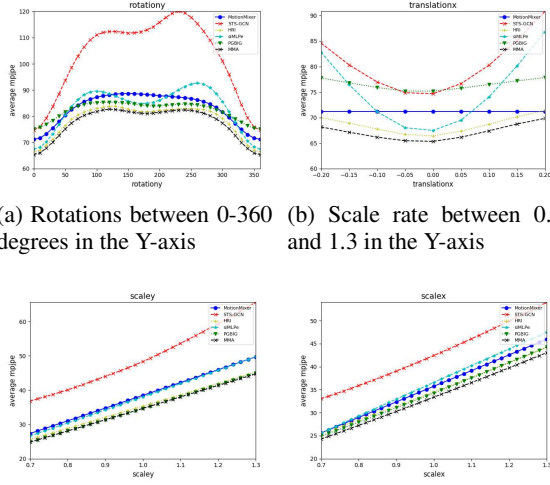 rotationy
120
110
100
90
80
70
60
average mpjpe
MotionMixer
STS-GCN
HRI
siMLPe
PGBIG
MMA
0 50 100 150 200 250 300 350
rotationy
translationx
90
85
80
75
70
65
60
average mpjpe
MotionMixer
STS-GCN
HRI
siMLPe
PGBIG
MMA
−0.20 −0.15 −0.10 −0.05 0.00 0.05 0.10 0.15 0.20
translationx
(a) Rotations between 0-360
degrees in the Y-axis
(b) Scale rate between 0.
and 1.3 in the Y-axis
scaley
60
50
40
30
20
average mpjpe
MotionMixer
STS-GCN
HRI
siMLPe
PGBIG
MMA
0.7 0.8 0.9 1.0 1.1 1.2 1.3
scaley
scalex
50
45
40
35
30
25
20
average mpjpe
MotionMixer
STS-GCN
HRI
siMLPe
PGBIG
MMA
0.7 0.8 0.9 1.0 1.1 1.2 1.3
scalex